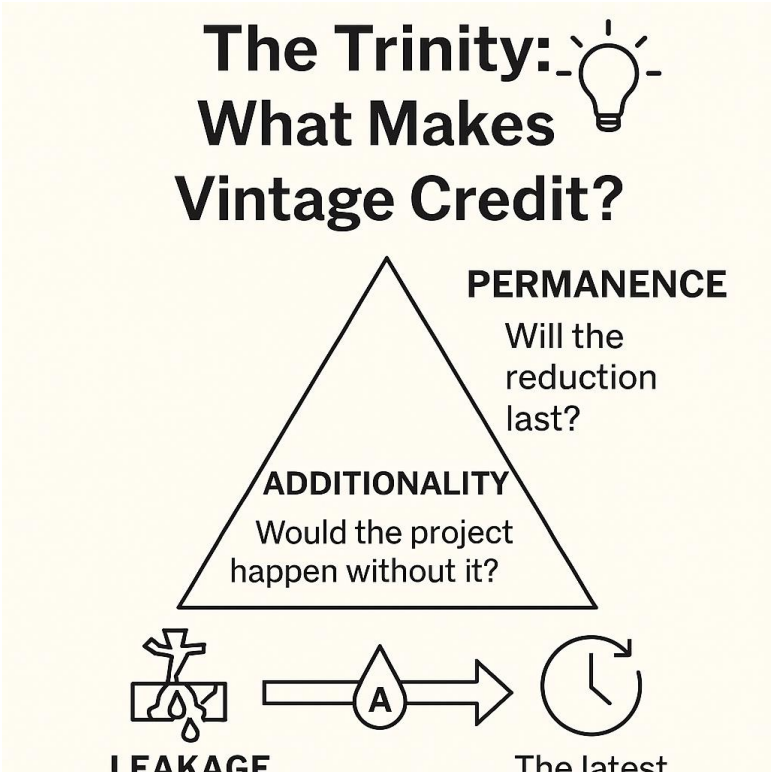 The Trinity:
What Makes
Vintage Credit?
PERMANENCE
Will the
reduction
last?
ADDITIONALITY
Would the project
happen without it?
A
LEAKAGE
The latest